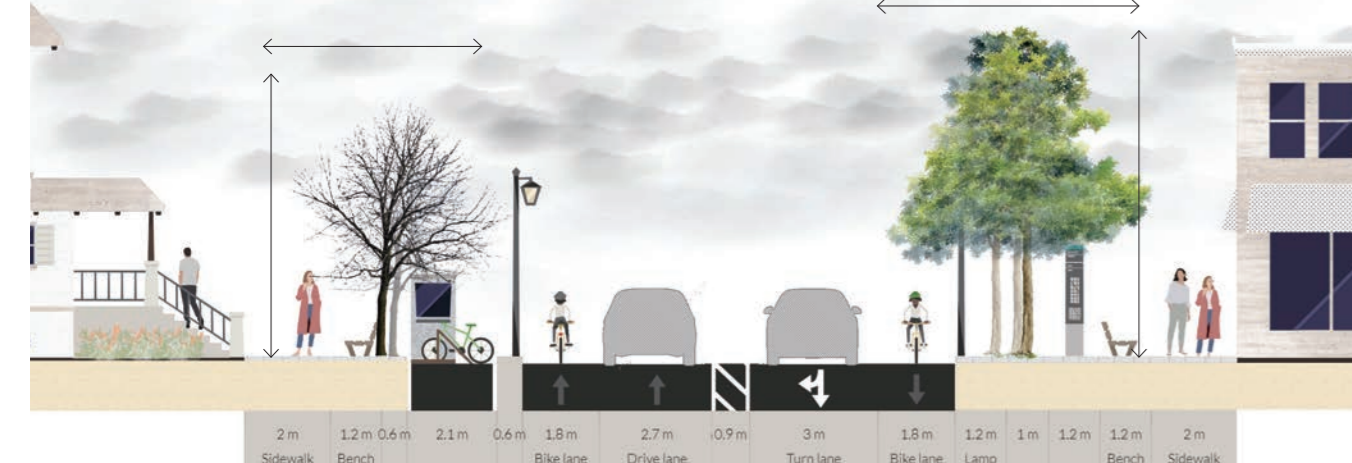 2 m 1.2 m 0.6 m 2.1 m 0.6 m 1.8 m 2.7 m 0.9 m 3 m 1.8 m 1.2 m 1 m 1.2 m 1.2 m 2 m
Sidewalk Bench Bike lane Drive lane Turn lane Bike lane Lamp Bench Sidewalk